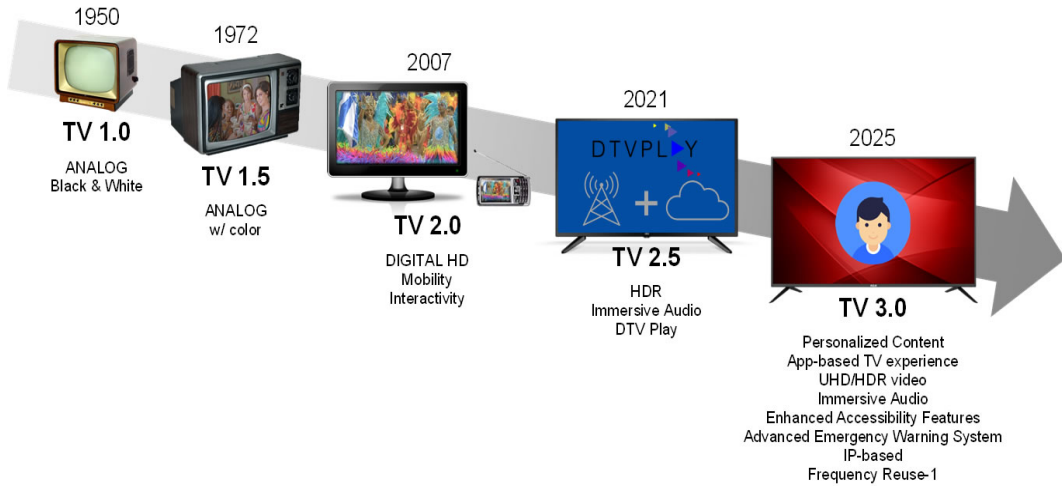 1950
TV 1.0
ANALOG
Black & White
1972
TV 1.5
ANALOG
w/ color
2007
TV 2.0
DIGITAL HD
Mobility
Interactivity
2021
DTVPL▶Y
+
TV 2.5
HDR
Immersive Audio
DTV Play
2025
TV 3.0
Personalized Content
App-based TV experience
UHD/HDR video
Immersive Audio
Enhanced Accessibility Features
Advanced Emergency Warning System
IP-based
Frequency Reuse-1